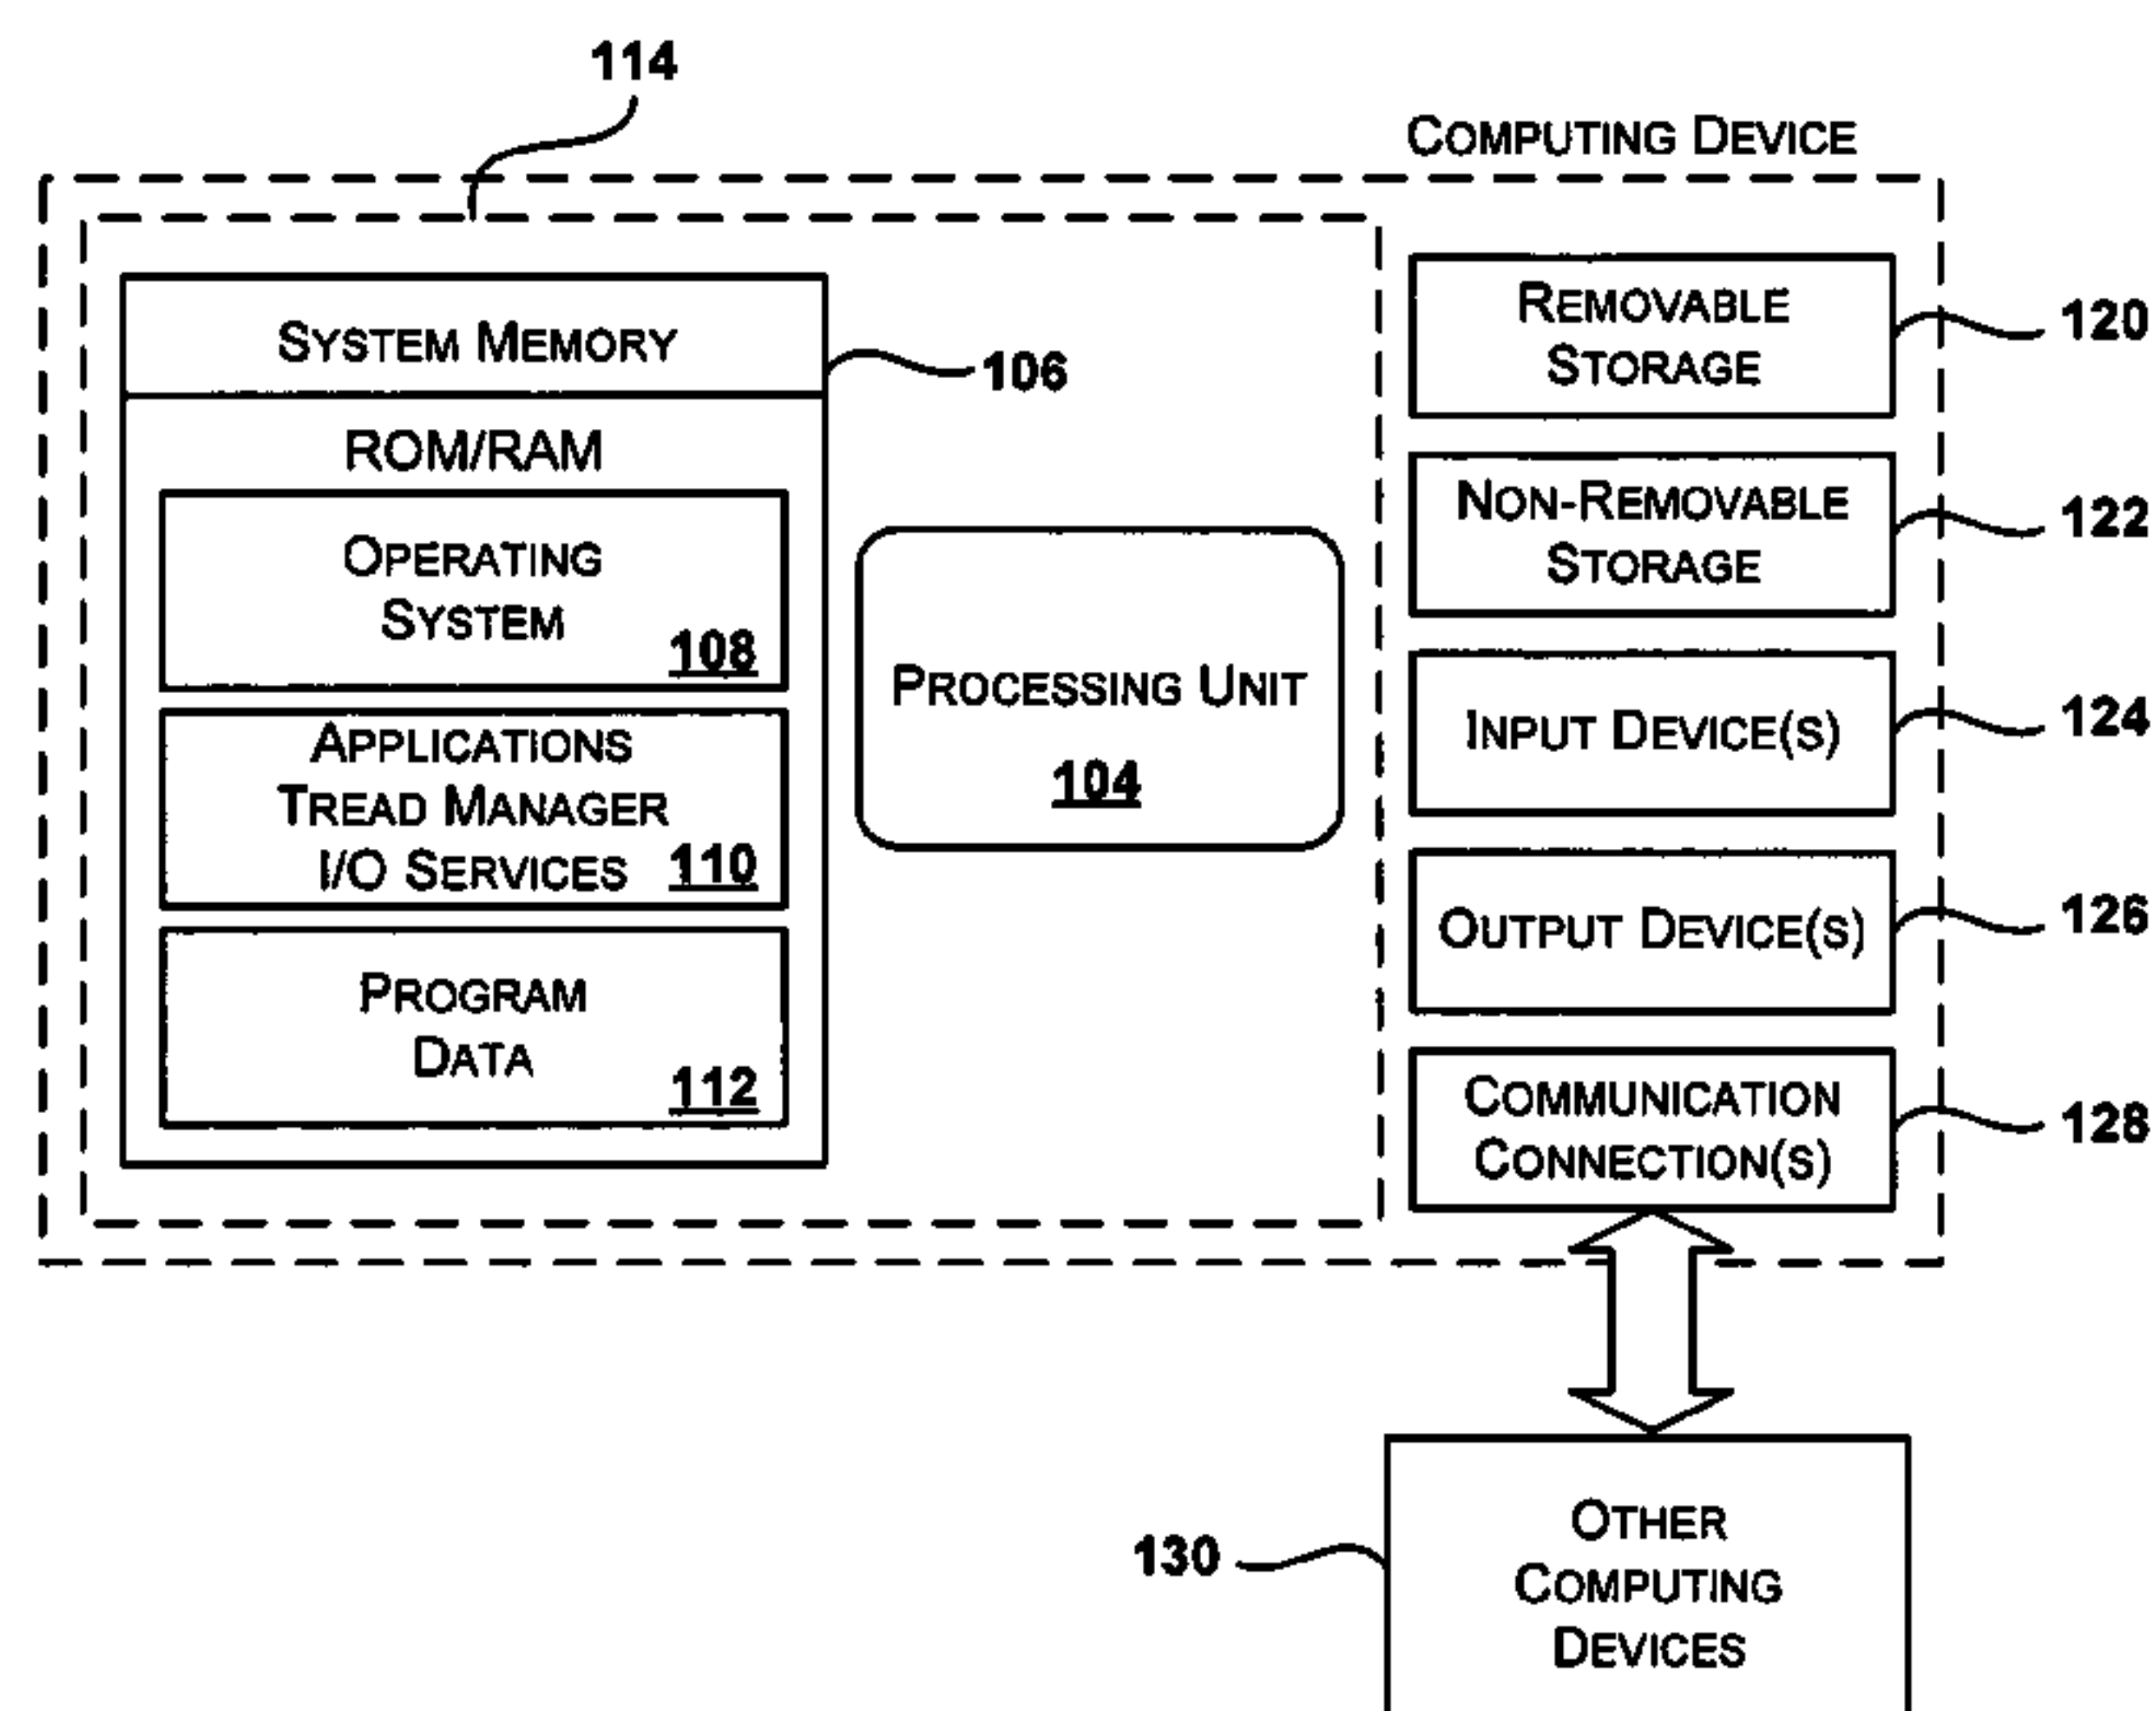 114
COMPUTING DEVICE
SYSTEM MEMORY
106
ROM/RAM
OPERATING
SYSTEM
108
APPLICATIONS
TREAD MANAGER
I/O SERVICES
110
PROGRAM
DATA
112
PROCESSING UNIT
104
REMOVABLE
STORAGE
120
NON-REMOVABLE
STORAGE
122
INPUT DEVICE(S)
124
OUTPUT DEVICE(S)
126
COMMUNICATION
CONNECTION(S)
128
130
OTHER
COMPUTING
DEVICES